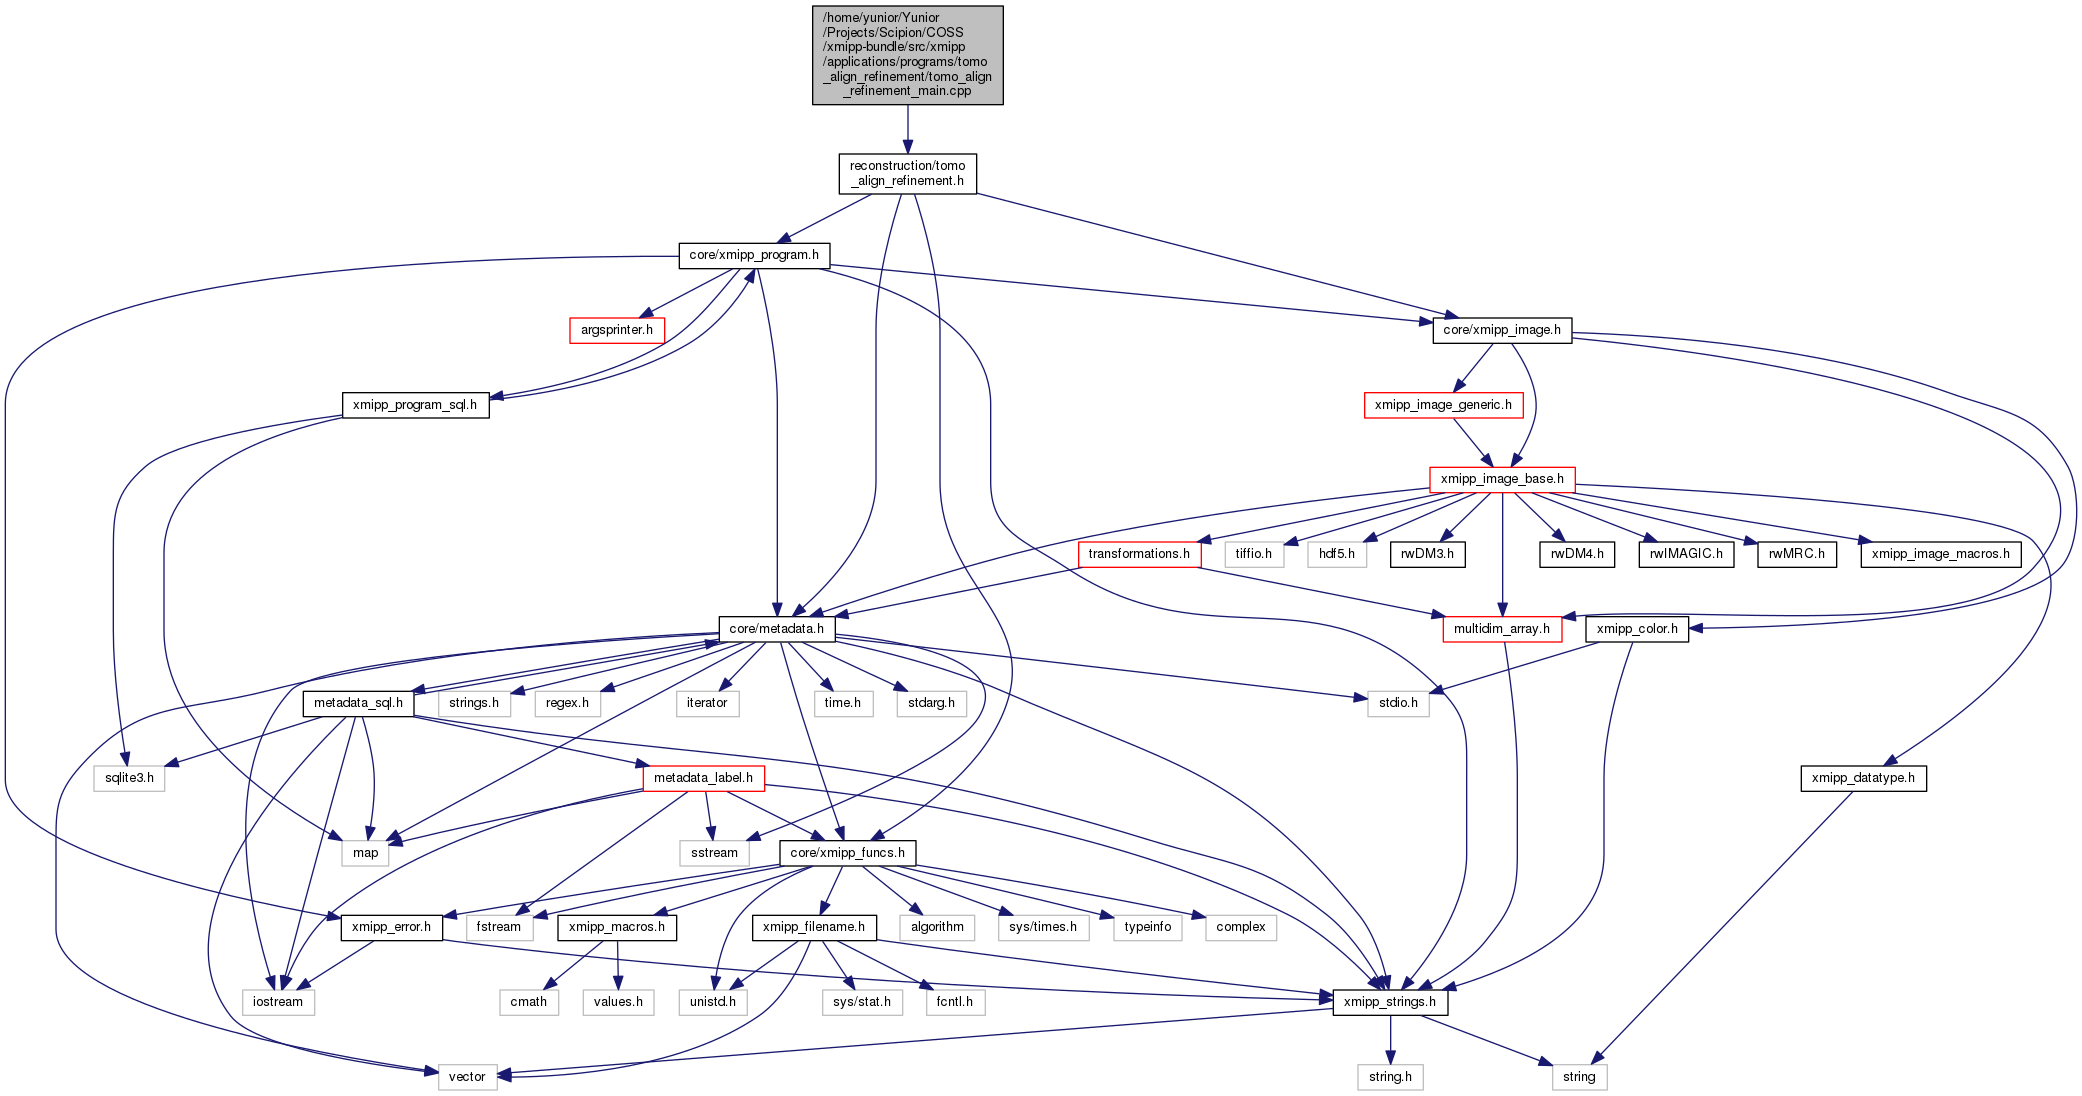 /home/yunior/Yunior
/Projects/Scipion/COSS
/xmipp-bundle/src/xmipp
/applications/programs/tomo
_align_refinement/tomo_align
_refinement_main.cpp
reconstruction/tomo
_align_refinement.h
core/xmipp_program.h
argsprinter.h
core/xmipp_image.h
xmipp_program_sql.h
xmipp_image_generic.h
xmipp_image_base.h
transformations.h
tiffio.h
hdf5.h
rwDM3.h
rwDM4.h
rwIMAGIC.h
rwMRC.h
xmipp_image_macros.h
core/metadata.h
multidim_array.h
xmipp_color.h
metadata_sql.h
strings.h
regex.h
iterator
time.h
stdarg.h
stdio.h
sqlite3.h
metadata_label.h
xmipp_datatype.h
map
sstream
core/xmipp_funcs.h
xmipp_error.h
fstream
xmipp_macros.h
xmipp_filename.h
algorithm
sys/times.h
typeinfo
complex
iostream
cmath
values.h
unistd.h
sys/stat.h
fcntl.h
xmipp_strings.h
vector
string.h
string